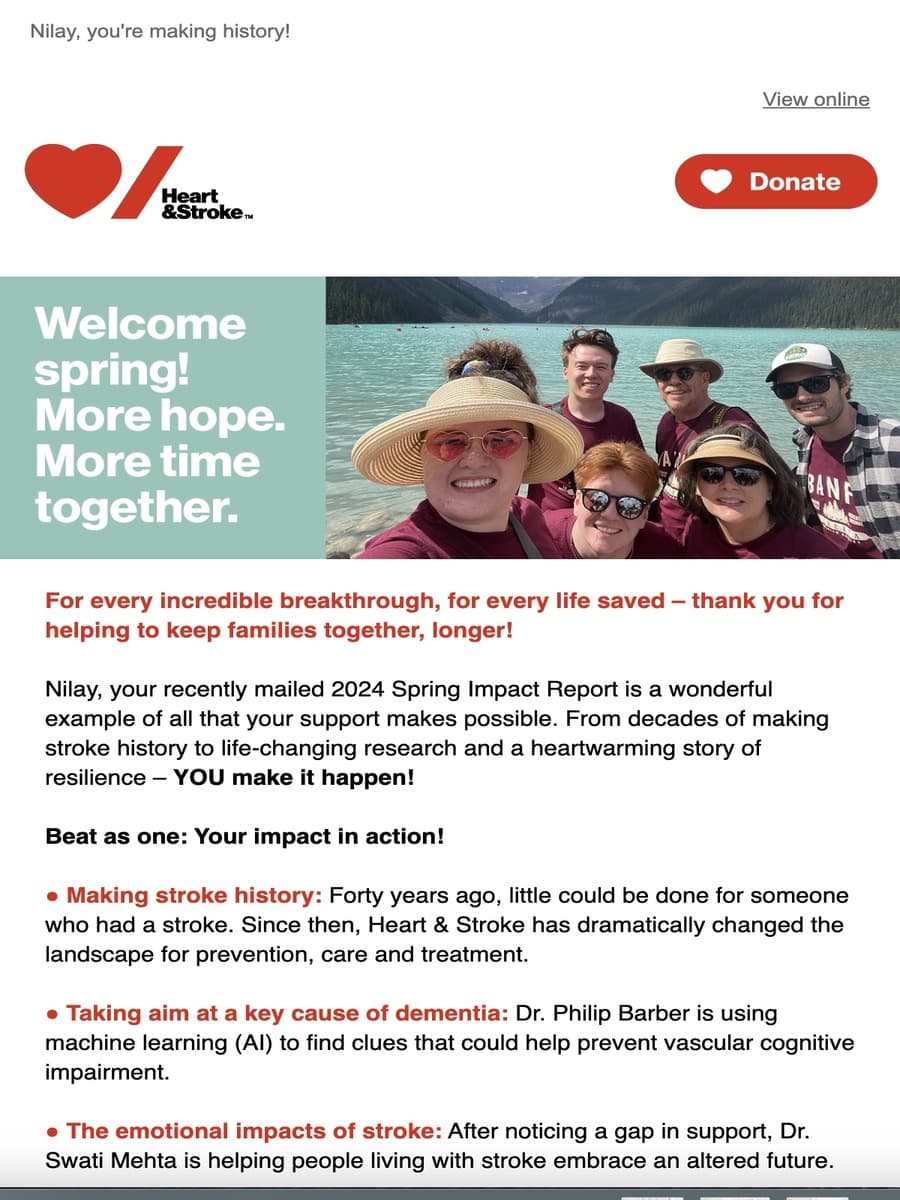 Nilay, you're making history!
View online
Heart
&Stroke™
Donate
Welcome
spring!
More hope.
More time
together.
BANF
For every incredible breakthrough, for every life saved – thank you for
helping to keep families together, longer!
Nilay, your recently mailed 2024 Spring Impact Report is a wonderful
example of all that your support makes possible. From decades of making
stroke history to life-changing research and a heartwarming story of
resilience – YOU make it happen!
Beat as one: Your impact in action!
● Making stroke history: Forty years ago, little could be done for someone
who had a stroke. Since then, Heart & Stroke has dramatically changed the
landscape for prevention, care and treatment.
● Taking aim at a key cause of dementia: Dr. Philip Barber is using
machine learning (AI) to find clues that could help prevent vascular cognitive
impairment.
● The emotional impacts of stroke: After noticing a gap in support, Dr.
Swati Mehta is helping people living with stroke embrace an altered future.